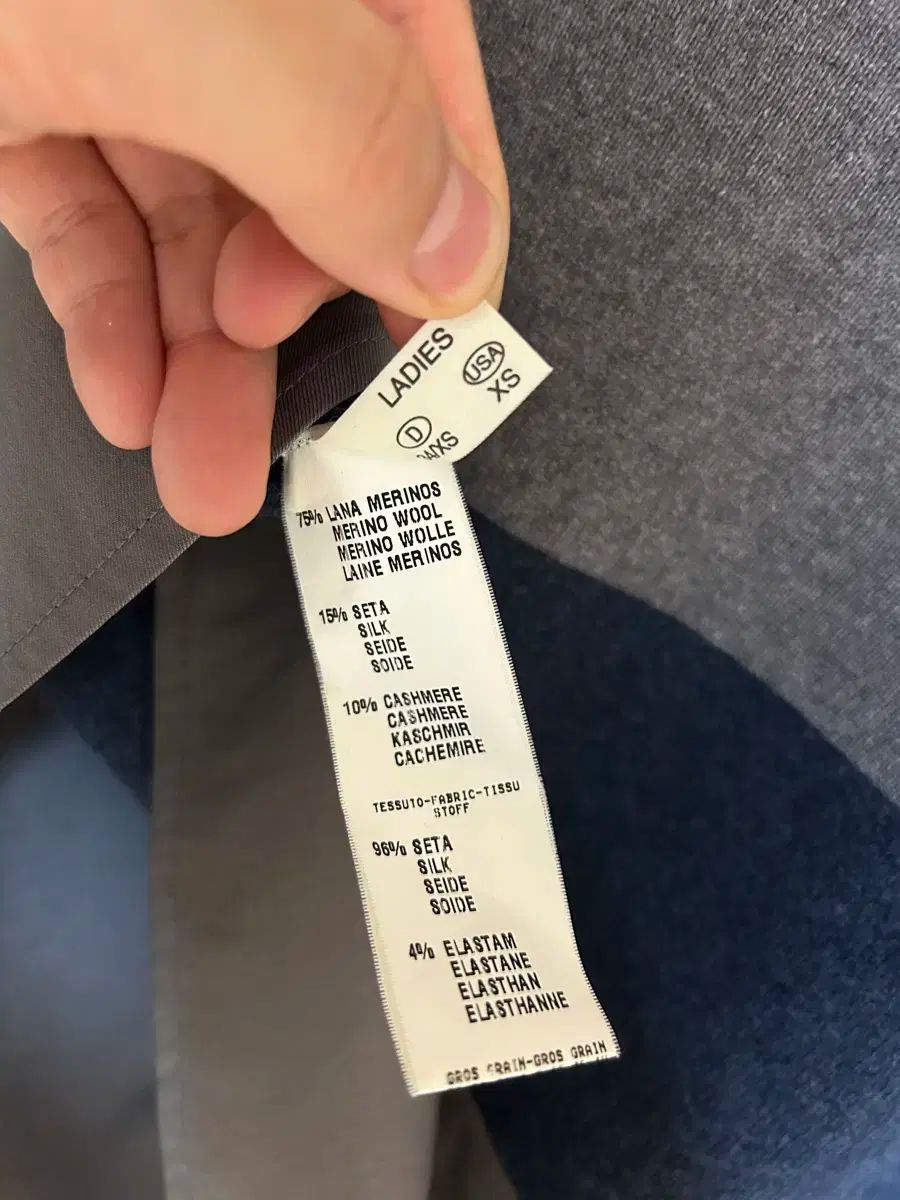 LADIES
USA
XS
D
/XS
75% LANA MERINOS
MERINO WOOL
MERINO WOLLE
LAINE MERINOS
15% SETA
SILK
SEIDE
SOIDE
10% CASHMERE
CASHMERE
KASCHMIR
CACHEMIRE
TESSUTO-FABRIC-TISSU
STOFF
96% SETA
SILK
SEIDE
SOIDE
4% ELASTAM
ELASTANE
ELASTHAN
ELASTHANNE
GROS GRAIN-GROS GRAIN